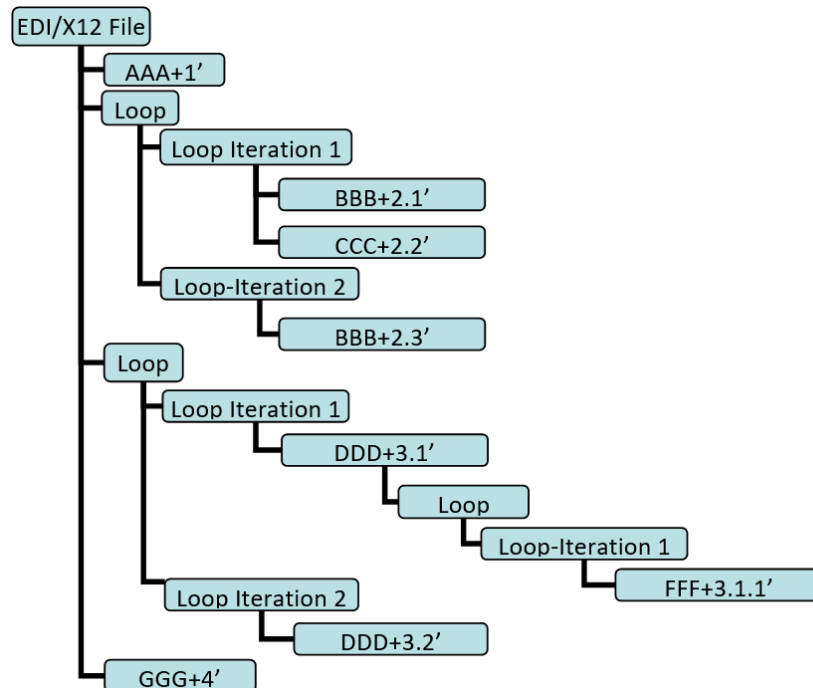 EDI/X12 File
AAA+1’
Loop
Loop Iteration 1
BBB+2.1’
CCC+2.2’
Loop-Iteration 2
BBB+2.3’
Loop
Loop Iteration 1
DDD+3.1’
Loop
Loop-Iteration 1
FFF+3.1.1’
Loop Iteration 2
DDD+3.2’
GGG+4’